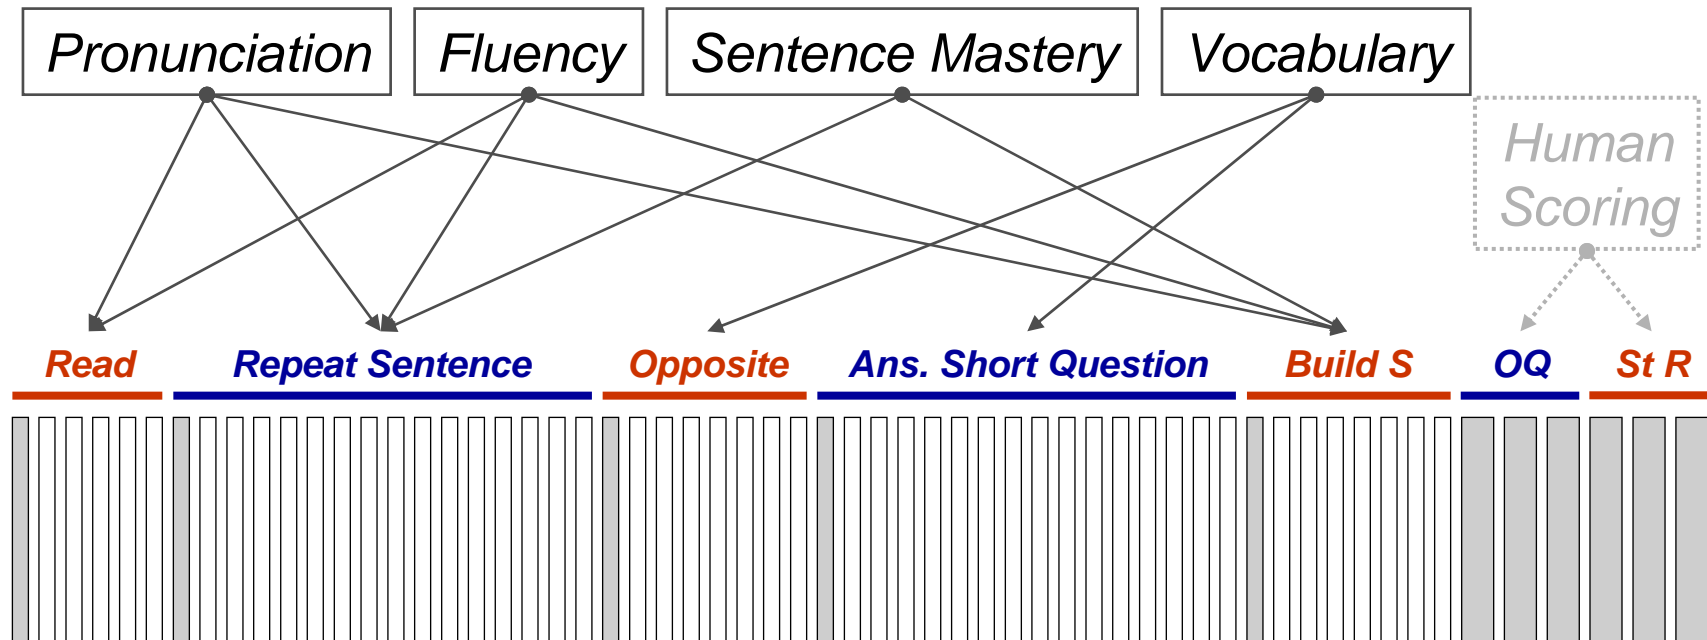 Pronunciation
Fluency
Sentence Mastery
Vocabulary
Human
Scoring
Read
Repeat Sentence
Opposite
Ans. Short Question
Build S
OQ
St R